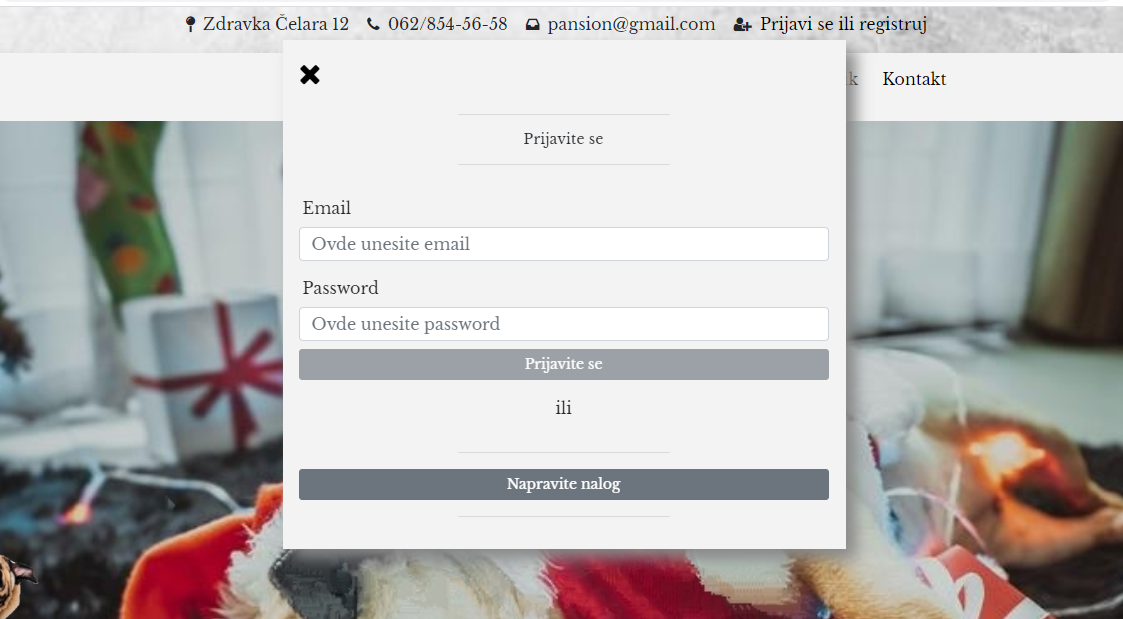 Zdravka Čelara 12 062/854-56-58 pansion@gmail.com Prijavi se ili registruj
Kontakt
Prijavite se
Email
Ovde unesite email
Password
Ovde unesite password
Prijavite se
ili
Napravite nalog